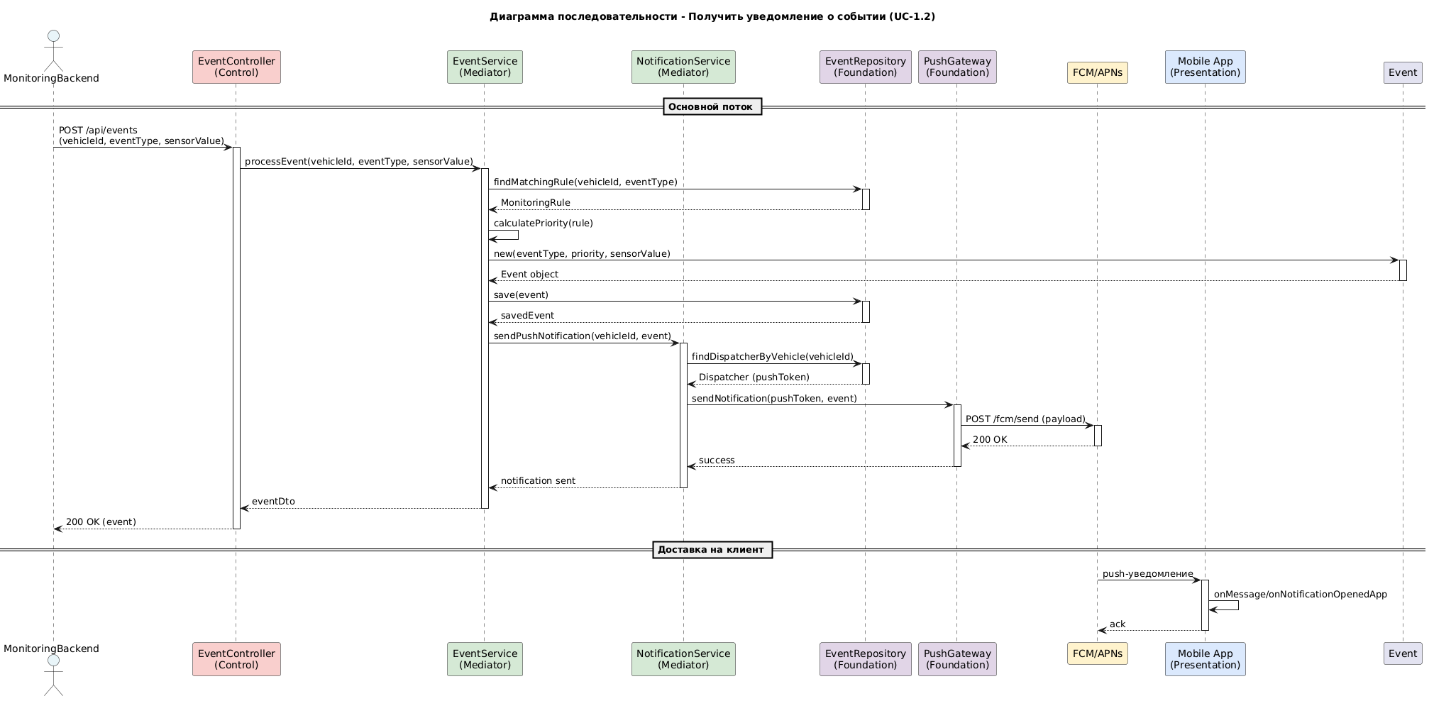 Диаграмма последовательности - Получить уведомление о событии (UC-1.2)
MonitoringBackend
EventController
(Control)
EventService
(Mediator)
NotificationService
(Mediator)
EventRepository
(Foundation)
PushGateway
(Foundation)
FCM/APNs
Mobile App
(Presentation)
Event
Основной поток
POST /api/events
(vehicleId, eventType, sensorValue)
processEvent(vehicleId, eventType, sensorValue)
findMatchingRule(vehicleId, eventType)
MonitoringRule
calculatePriority(rule)
new(eventType, priority, sensorValue)
Event object
save(event)
savedEvent
sendPushNotification(vehicleId, event)
findDispatcherByVehicle(vehicleId)
Dispatcher (pushToken)
sendNotification(pushToken, event)
POST /fcm/send (payload)
200 OK
success
notification sent
eventDto
200 OK (event)
Доставка на клиент
push-уведомление
onMessage/onNotificationOpenedApp
ack
MonitoringBackend
EventController
(Control)
EventService
(Mediator)
NotificationService
(Mediator)
EventRepository
(Foundation)
PushGateway
(Foundation)
FCM/APNs
Mobile App
(Presentation)
Event